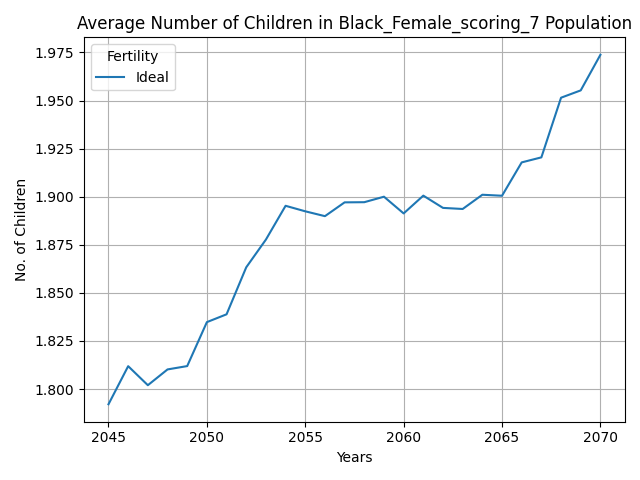 Average Number of Children in Black_Female_scoring_7 Population
Fertility
Ideal
No. of Children
1.975
1.950
1.925
1.900
1.875
1.850
1.825
1.800
2045 2050 2055 2060 2065 2070
Years